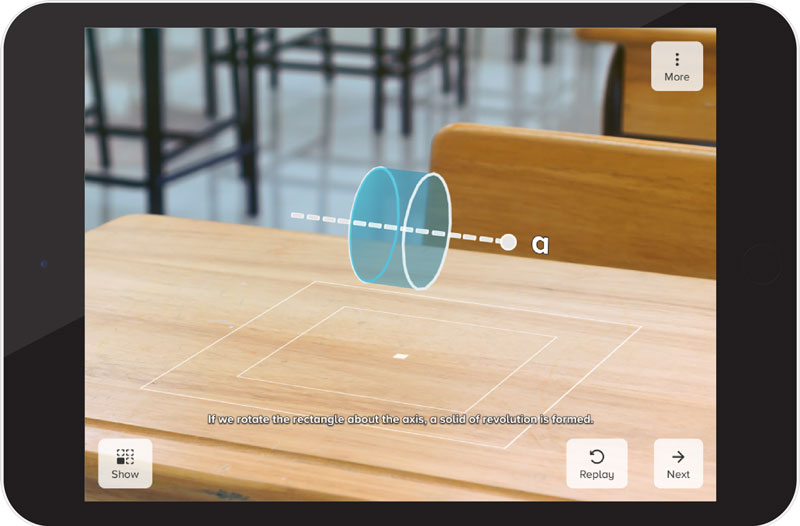 More
a
If we rotate the rectangle about the axis, a solid of revolution is formed.
Show
Replay
Next